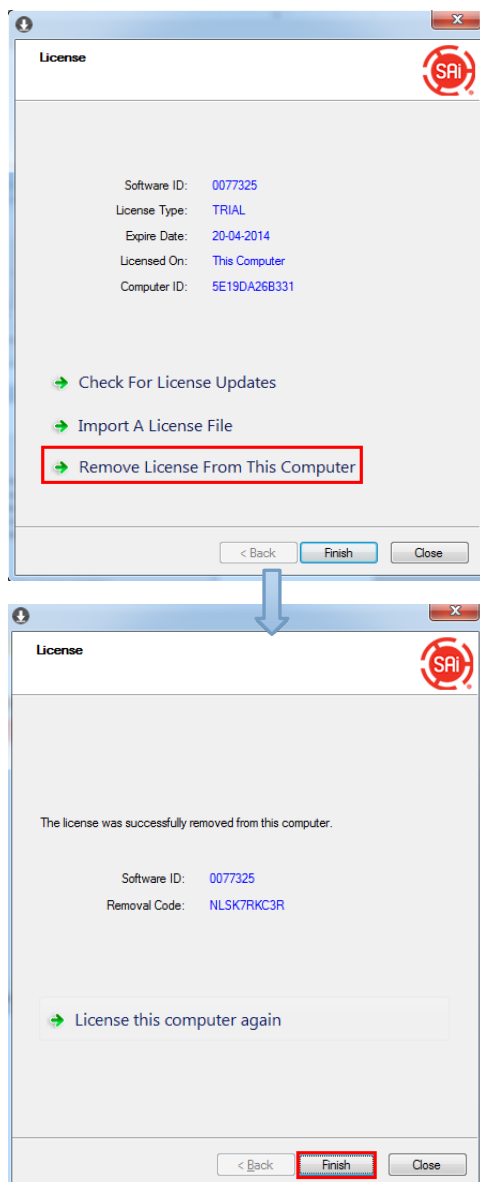 X
License
SAi
Software ID: 0077325
License Type: TRIAL
Expire Date: 20-04-2014
Licensed On: This Computer
Computer ID: 5E19DA26B331
Check For License Updates
Import A License File
Remove License From This Computer
< Back Finish Close
X
License
SAi
The license was successfully removed from this computer.
Software ID: 0077325
Removal Code: NLSK7RKC3R
License this computer again
< Back Finish Close